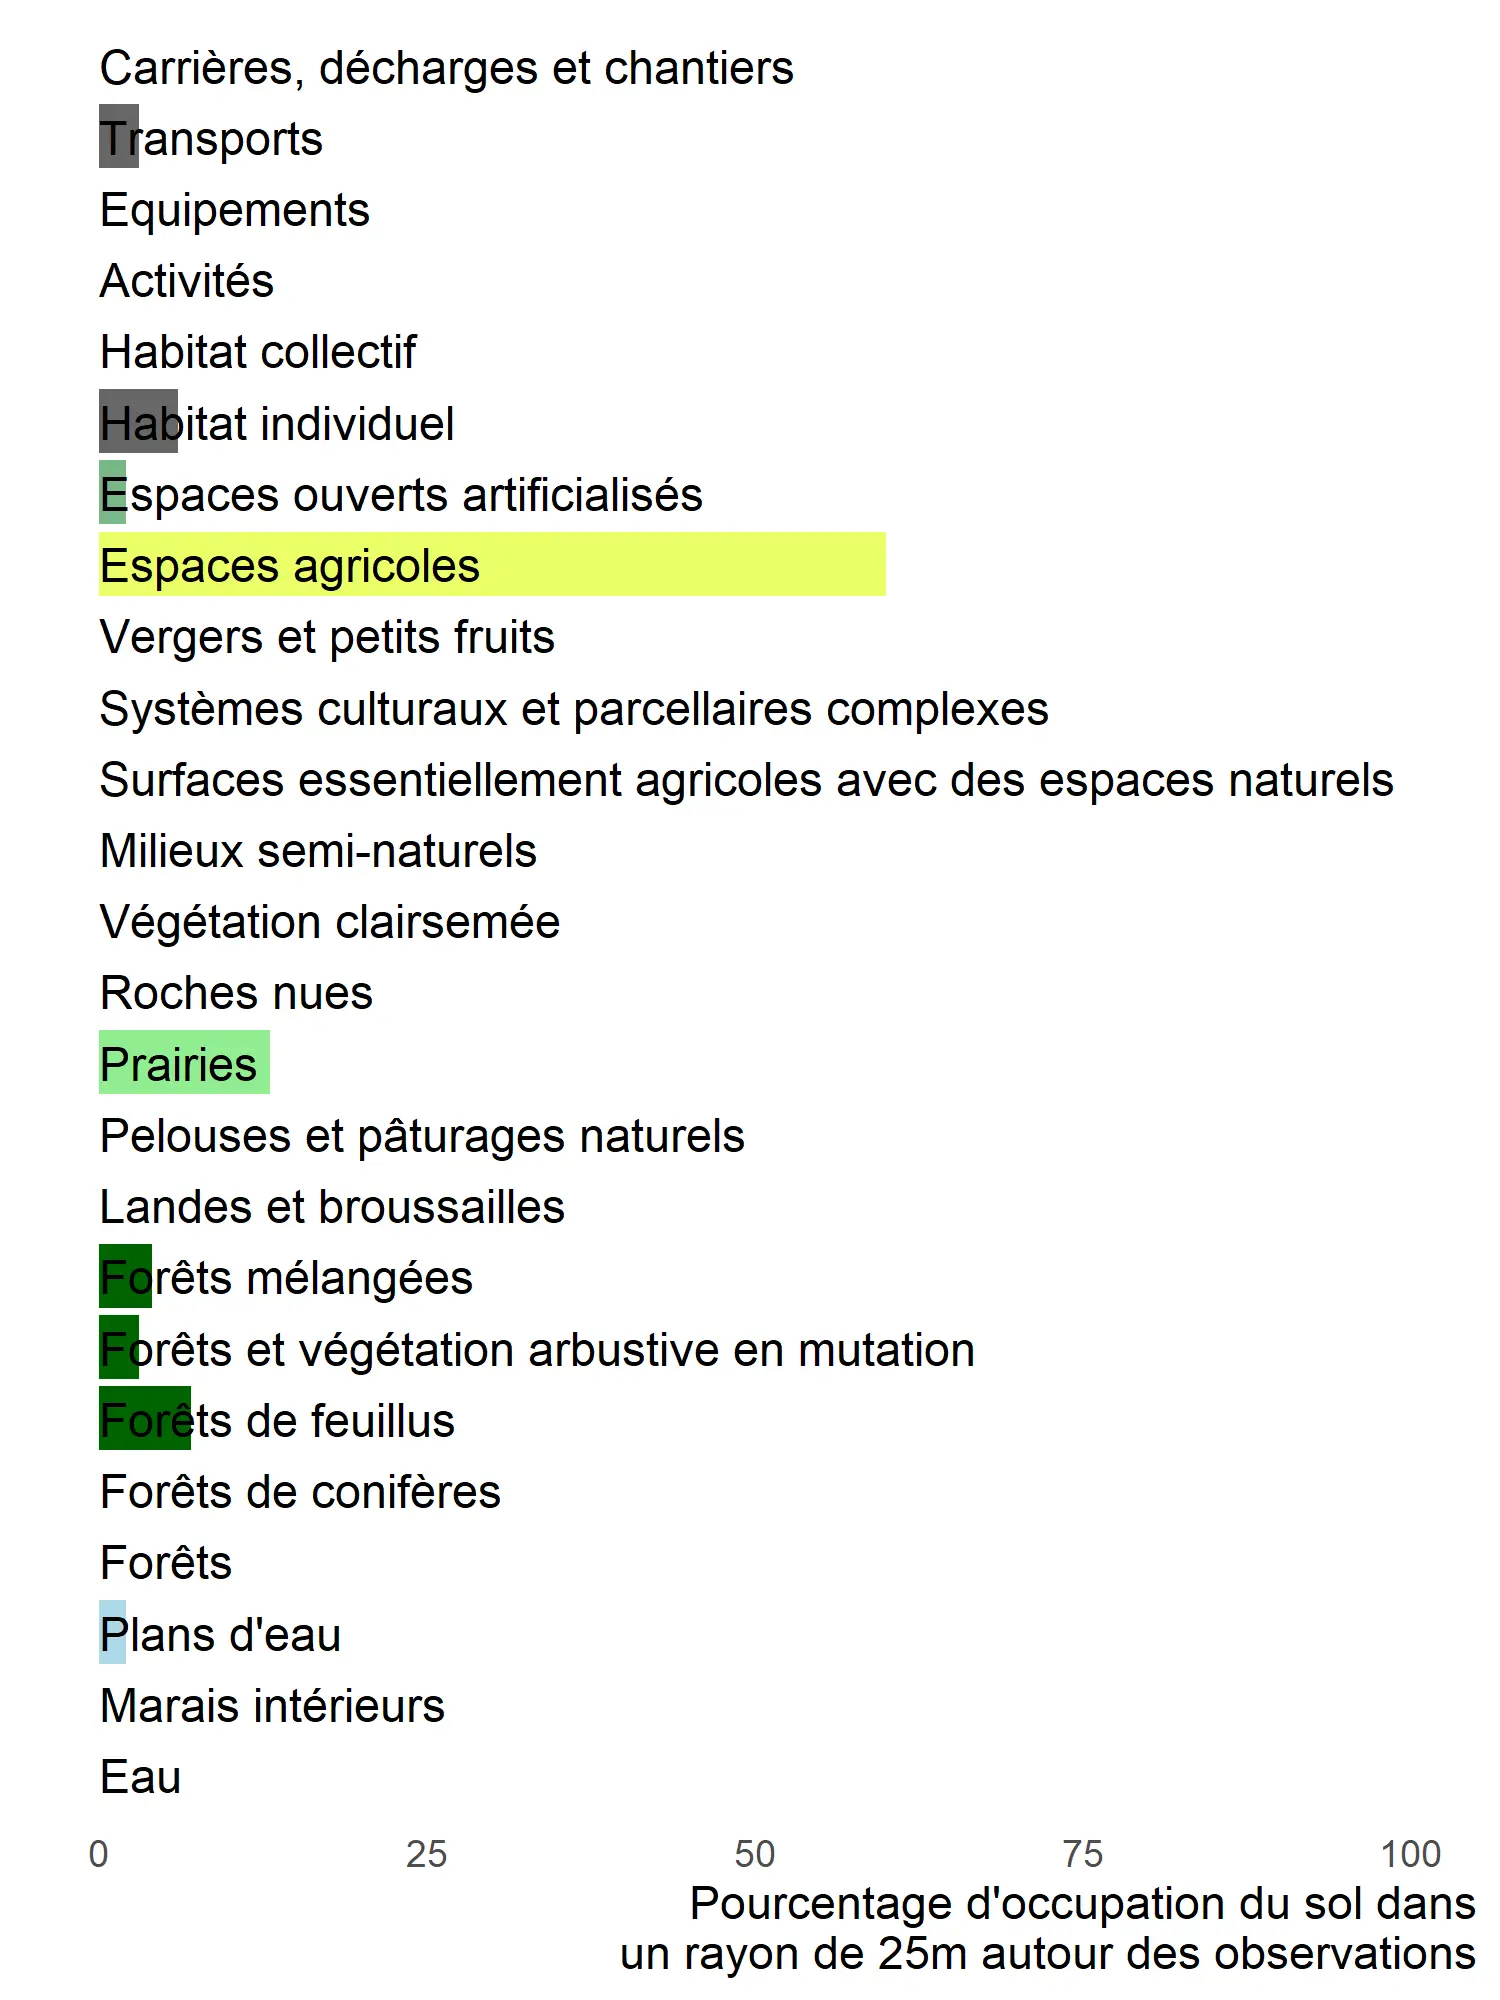 Carrières, décharges et chantiers
Transports
Equipements
Activités
Habitat collectif
Habitat individuel
Espaces ouverts artificialisés
Espaces agricoles
Vergers et petits fruits
Systèmes culturaux et parcellaires complexes
Surfaces essentiellement agricoles avec des espaces naturels
Milieux semi-naturels
Végétation clairsemée
Roches nues
Prairies
Pelouses et pâturages naturels
Landes et broussailles
Forêts mélangées
Forêts et végétation arbustive en mutation
Forêts de feuillus
Forêts de conifères
Forêts
Plans d'eau
Marais intérieurs
Eau
0 25 50 75 100
Pourcentage d'occupation du sol dans
un rayon de 25m autour des observations